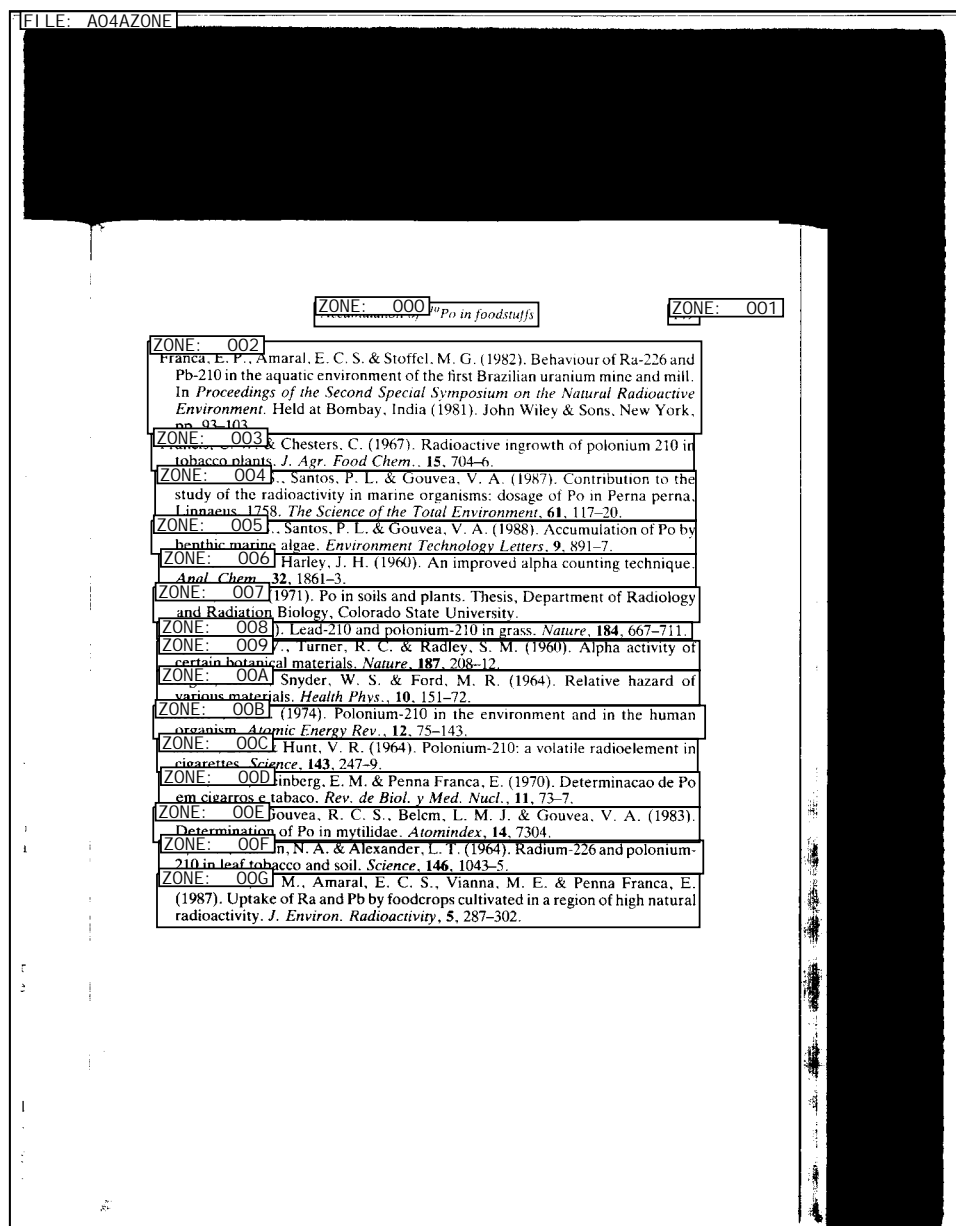 FILE: A04AZONE
ZONE: 000 Po in foodstuffs ZONE: 001
ZONE: 002
Franca, E. P., Amaral, E. C. S. & Stoffel, M. G. (1982). Behaviour of Ra-226 and
Pb-210 in the aquatic environment of the first Brazilian uranium mine and mill.
In Proceedings of the Second Special Symposium on the Natural Radioactive
Environment. Held at Bombay, India (1981). John Wiley & Sons, New York,
pp. 93–103.
ZONE: 003 & Chesters, C. (1967). Radioactive ingrowth of polonium 210 in
tobacco plants. J. Agr. Food Chem., 15, 704–6.
ZONE: 004 Santos, P. L. & Gouvea, V. A. (1987). Contribution to the
study of the radioactivity in marine organisms: dosage of Po in Perna perna,
Linnaeus, 1758. The Science of the Total Environment, 61, 117–20.
ZONE: 005 Santos, P. L. & Gouvea, V. A. (1988). Accumulation of Po by
benthic marine algae. Environment Technology Letters, 9, 891–7.
ZONE: 006 Harley, J. H. (1960). An improved alpha counting technique.
Anal. Chem., 32, 1861–3.
ZONE: 007 (1971). Po in soils and plants. Thesis, Department of Radiology
and Radiation Biology, Colorado State University.
ZONE: 008 ). Lead-210 and polonium-210 in grass. Nature, 184, 667–711.
ZONE: 009 Turner, R. C. & Radley, S. M. (1960). Alpha activity of
certain botanical materials. Nature, 187, 208–12.
ZONE: 00A Snyder, W. S. & Ford, M. R. (1964). Relative hazard of
various materials. Health Phys., 10, 151–72.
ZONE: 00B (1974). Polonium-210 in the environment and in the human
organism. Atomic Energy Rev., 12, 75–143.
ZONE: 00C & Hunt, V. R. (1964). Polonium-210: a volatile radioelement in
cigarettes. Science, 143, 247–9.
ZONE: 00D E. M. & Penna Franca, E. (1970). Determinacao de Po
em cigarros e tabaco. Rev. de Biol. y Med. Nucl., 11, 73–7.
ZONE: 00E Gouvea, R. C. S., Belem, L. M. J. & Gouvea, V. A. (1983).
Determination of Po in mytilidae. Atomindex, 14, 7304.
ZONE: 00F N. A. & Alexander, L. T. (1964). Radium-226 and polonium-
210 in leaf tobacco and soil. Science, 146, 1043–5.
ZONE: 00G M., Amaral, E. C. S., Vianna, M. E. & Penna Franca, E.
(1987). Uptake of Ra and Pb by foodcrops cultivated in a region of high natural
radioactivity. J. Environ. Radioactivity, 5, 287–302.